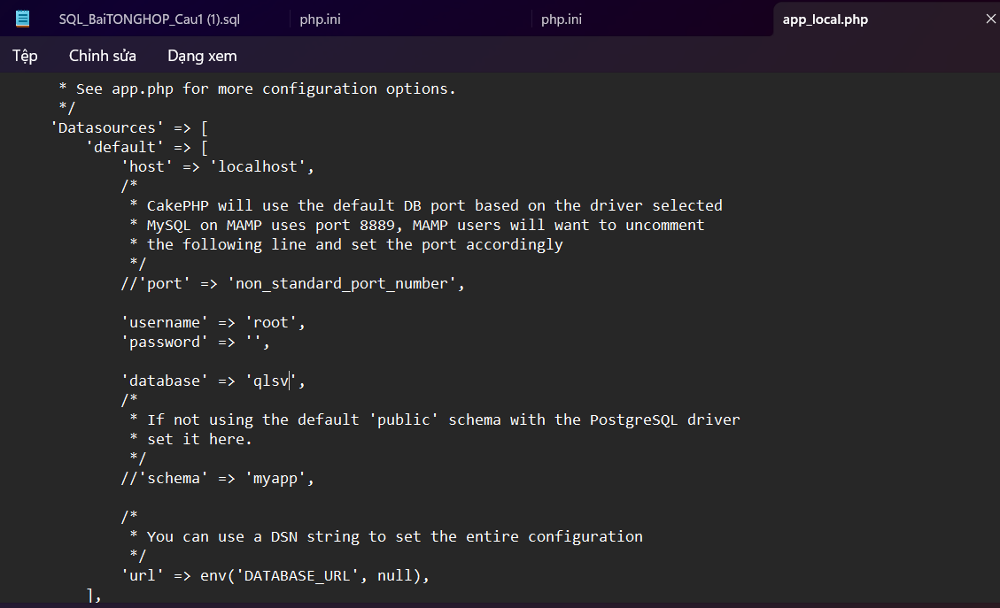 SQL_BaiTONGHOP_Cau1 (1).sql php.ini php.ini app_local.php
Tệp Chỉnh sửa Dạng xem
* See app.php for more configuration options.
*/
'Datasources' => [
'default' => [
'host' => 'localhost',
/*
* CakePHP will use the default DB port based on the driver selected
* MySQL on MAMP uses port 8889, MAMP users will want to uncomment
* the following line and set the port accordingly
*/
//'port' => 'non_standard_port_number',
'username' => 'root',
'password' => '',
'database' => 'qlsv',
/*
* If not using the default 'public' schema with the PostgreSQL driver
* set it here.
*/
//'schema' => 'myapp',
/*
* You can use a DSN string to set the entire configuration
*/
'url' => env('DATABASE_URL', null),
],